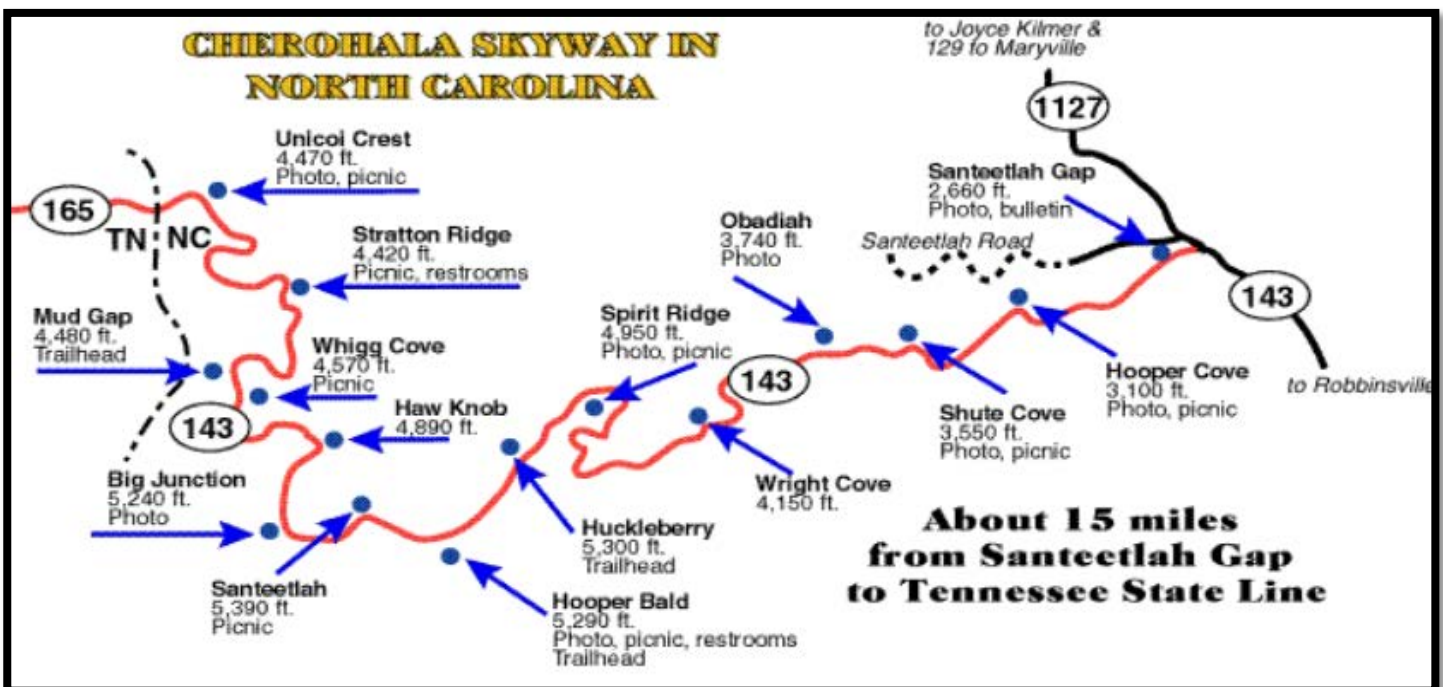 CHEROHALA SKYWAY IN
NORTH CAROLINA
to Joyce Kilmer &
129 to Maryville
1127
Unicoi Crest
4,470 ft.
Photo, picnic
165
TN
NC
Stratton Ridge
4,420 ft.
Picnic, restrooms
Santeetlah Gap
2,660 ft.
Photo, bulletin
Obadiah
3,740 ft.
Photo
Santeetlah Road
143
to Robbinsville
Mud Gap
4,480 ft.
Trailhead
Whigg Cove
4,570 ft.
Picnic
Spirit Ridge
4,950 ft.
Photo, picnic
143
Hooper Cove
3,100 ft.
Photo, picnic
143
Haw Knob
4,890 ft.
Shute Cove
3,550 ft.
Photo, picnic
Big Junction
5,240 ft.
Photo
Wright Cove
4,150 ft.
Huckleberry
5,300 ft.
Trailhead
Santeetlah
5,390 ft.
Picnic
Hooper Bald
5,290 ft.
Photo, picnic, restrooms
Trailhead
About 15 miles
from Santeetlah Gap
to Tennessee State Line